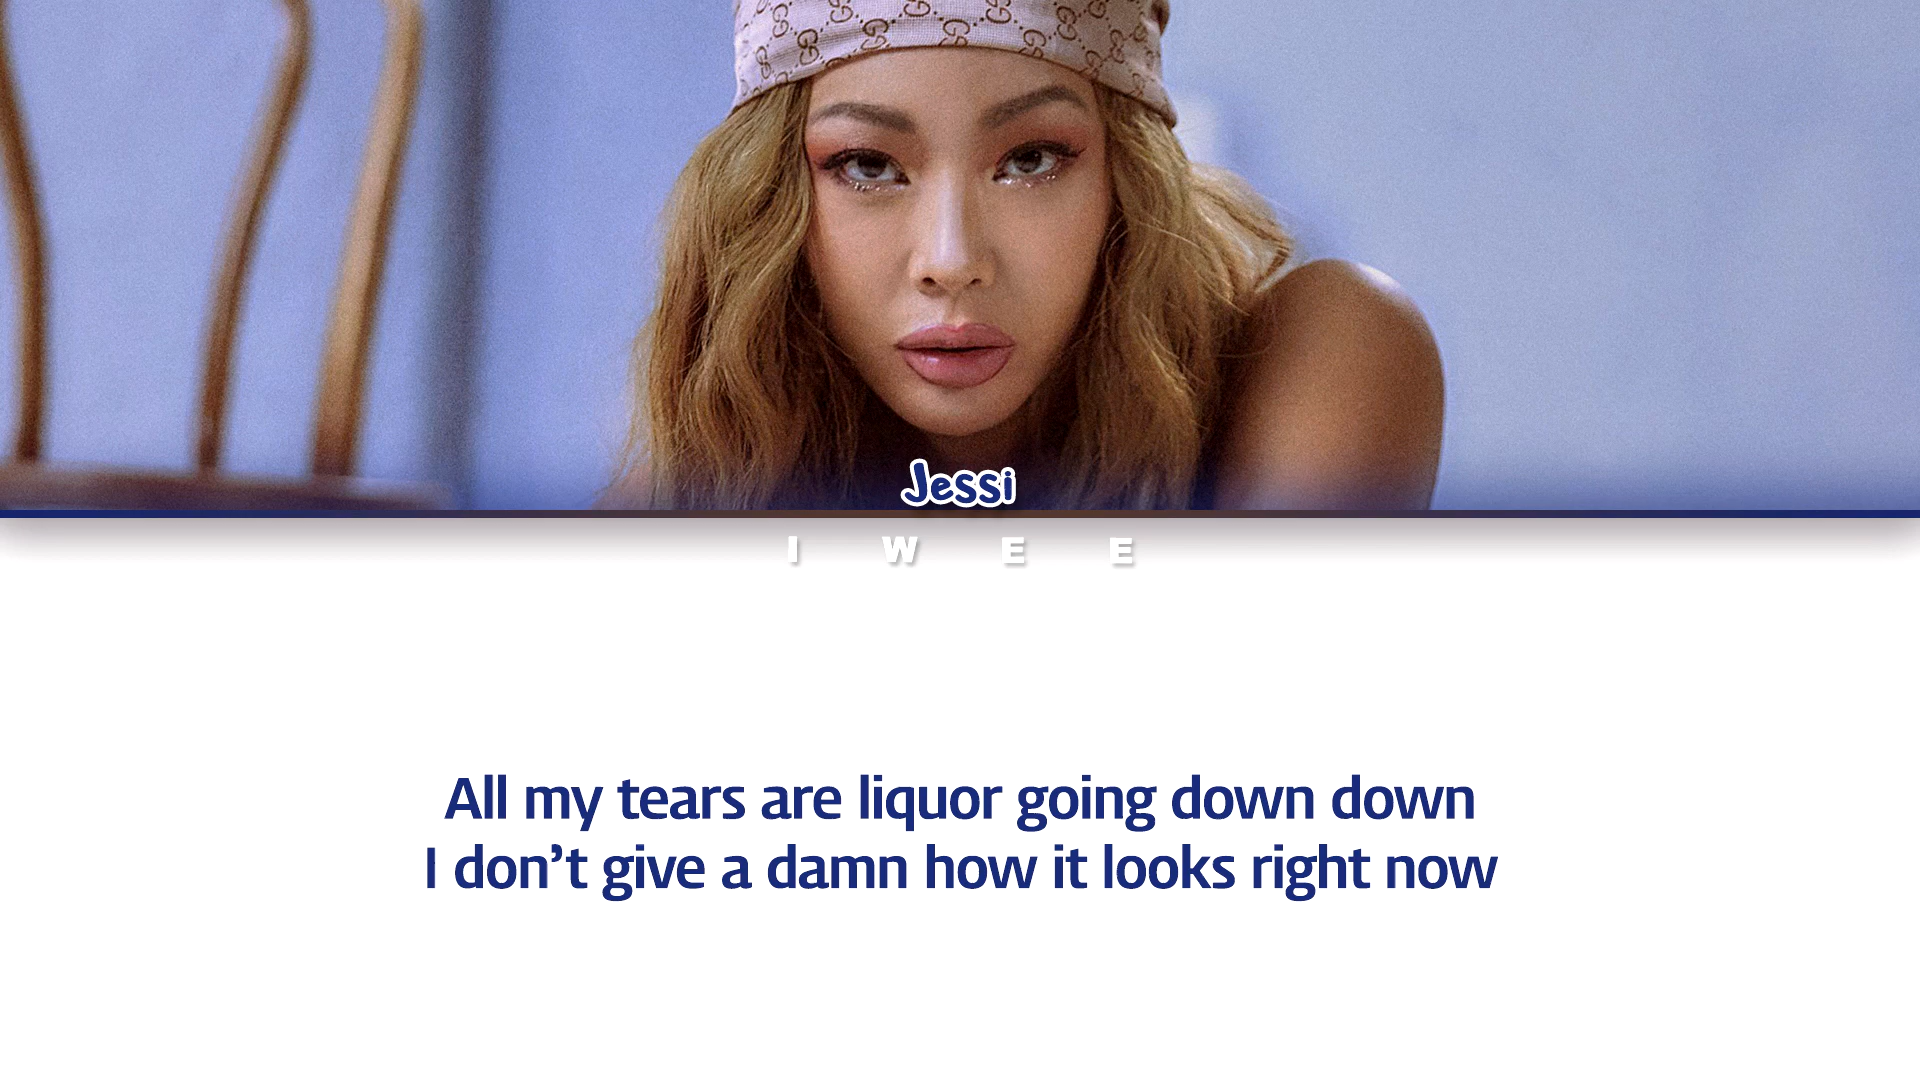 Jessi
I W E E
All my tears are liquor going down down
I don’t give a damn how it looks right now